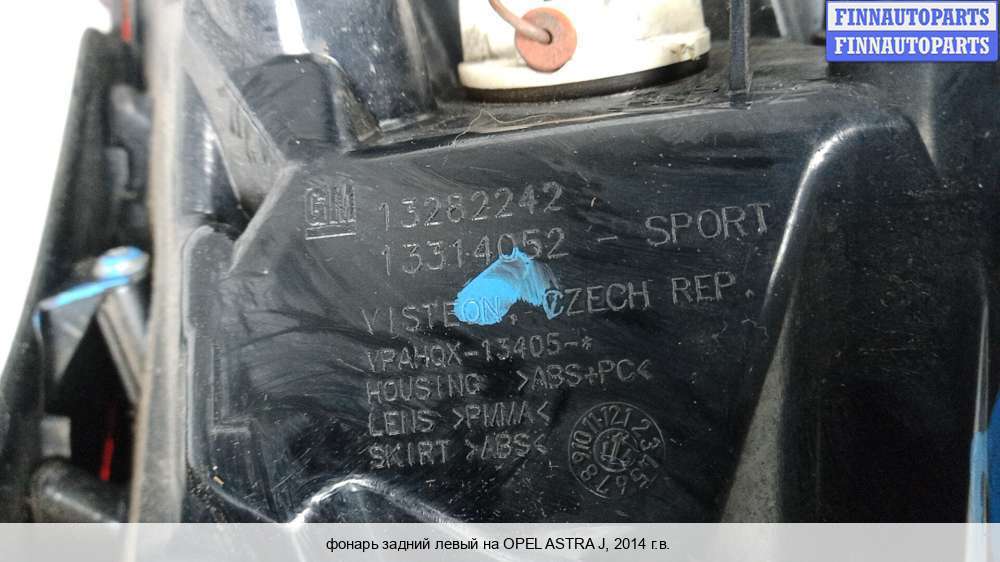 FINNAUTOPARTS
FINNAUTOPARTS
GM 13282242
13314052 - SPORT
VISTEON, CZECH REP.
VPAHQX-13405-*
HOUSING >ABS+PC<
LENS >PMMA<
SKIRT >ABS<
фонарь задний левый на OPEL ASTRA J, 2014 г.в.